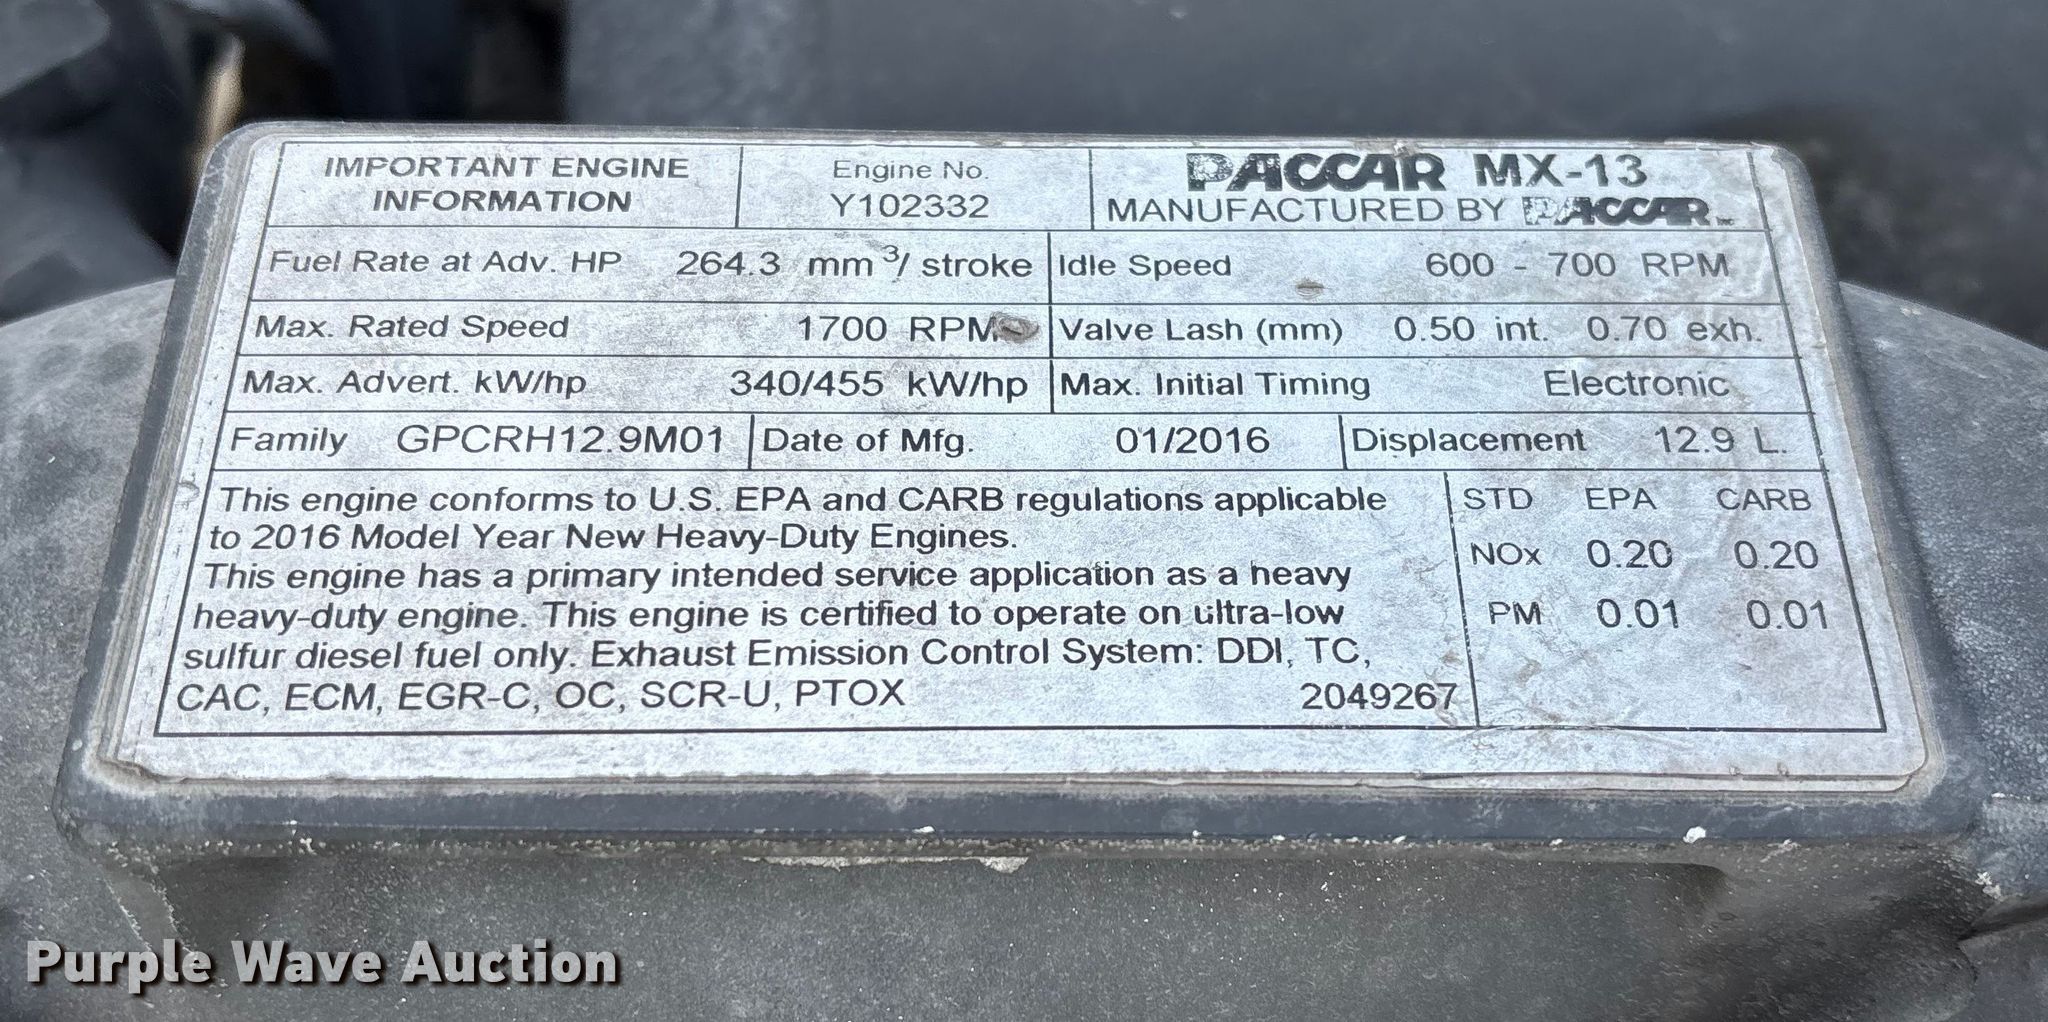 IMPORTANT ENGINE
INFORMATION
Engine No.
Y102332
PACCAR MX-13
MANUFACTURED BY PACCAR
Fuel Rate at Adv. HP 264.3 mm3/ stroke
Idle Speed 600 - 700 RPM
Max. Rated Speed 1700 RPM
Valve Lash (mm) 0.50 int. 0.70 exh.
Max. Advert. kW/hp 340/455 kW/hp
Max. Initial Timing Electronic
Family GPCRH12.9M01
Date of Mfg. 01/2016
Displacement 12.9 L.
This engine conforms to U.S. EPA and CARB regulations applicable
to 2016 Model Year New Heavy-Duty Engines.
This engine has a primary intended service application as a heavy
heavy-duty engine. This engine is certified to operate on ultra-low
sulfur diesel fuel only. Exhaust Emission Control System: DDI, TC,
CAC, ECM, EGR-C, OC, SCR-U, PTOX 2049267
STD EPA CARB
NOx 0.20 0.20
PM 0.01 0.01
Purple Wave Auction